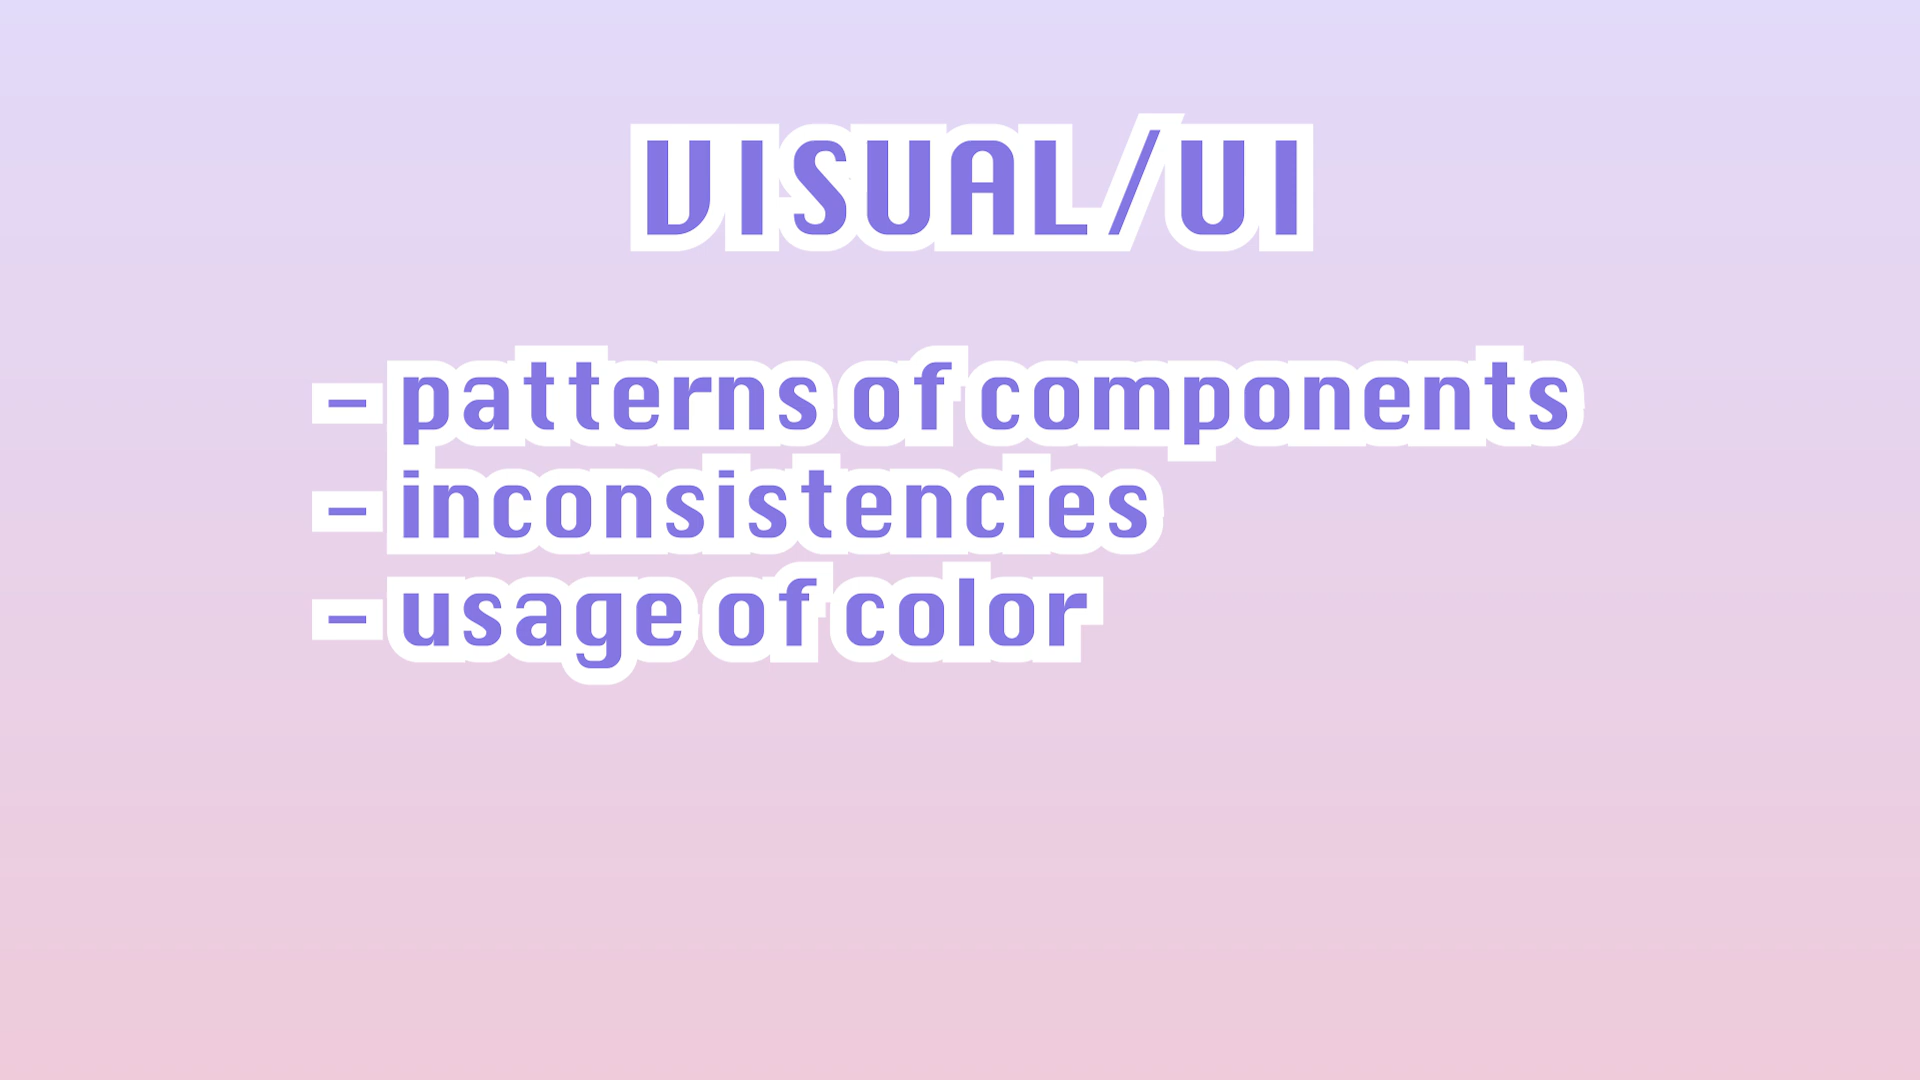 VISUAL/UI
- patterns of components
- inconsistencies
- usage of color